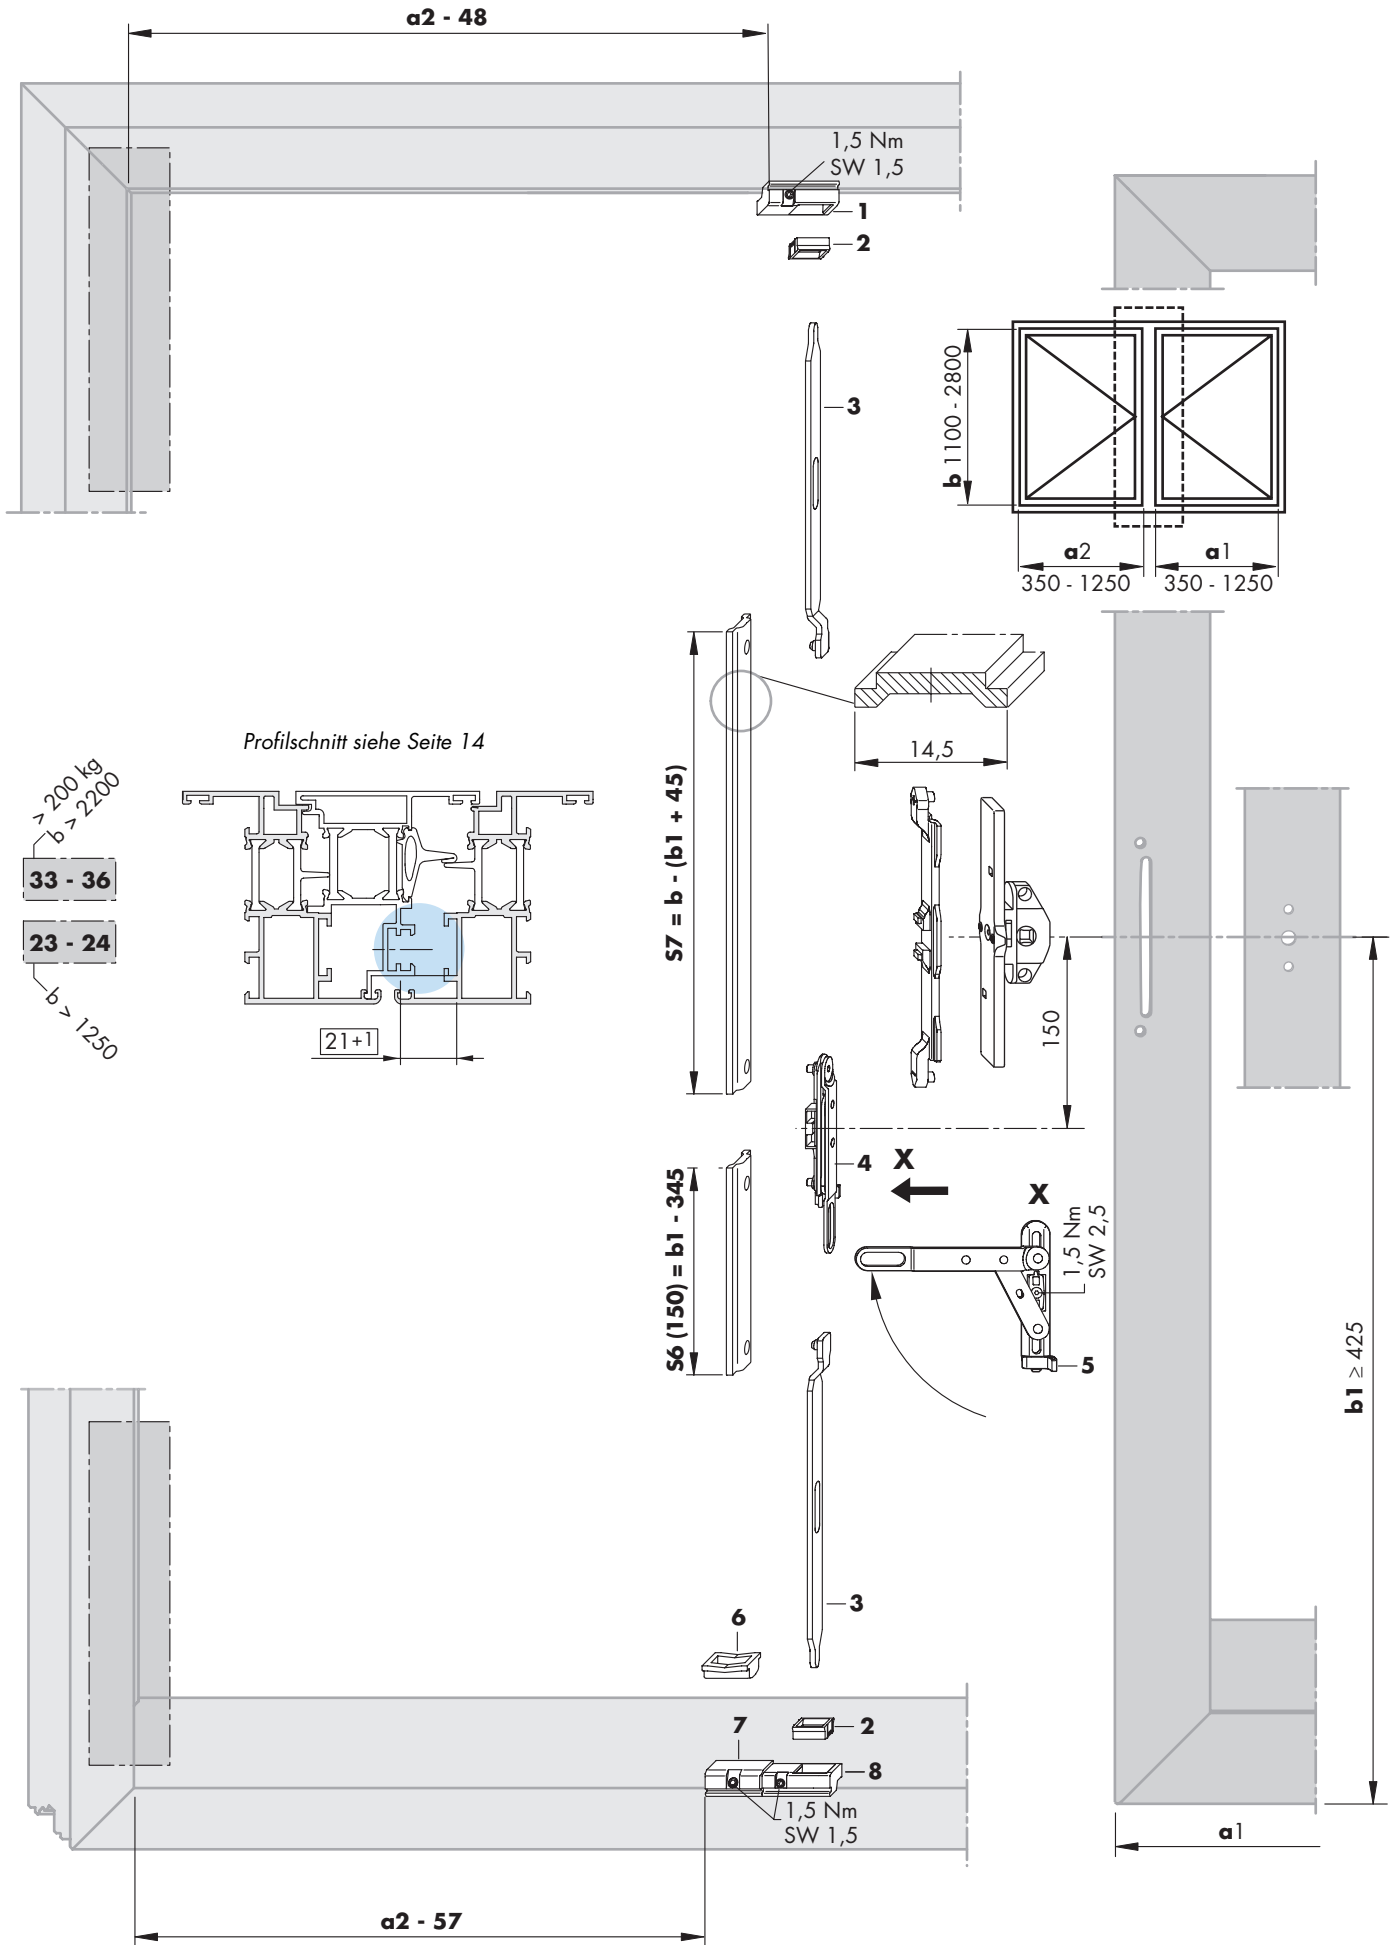 a2 - 48
1,5 Nm
SW 1,5
1
2
3
b 1100 - 2800
a2
a1
350 - 1250
350 - 1250
S7 = b - (b1 + 45)
14,5
Profilschnitt siehe Seite 14
> 200 kg
b > 2200
33 - 36
23 - 24
b > 1250
21+1
150
4
X
X
S6 (150) = b1 - 345
1,5 Nm
SW 2,5
5
b1 ≥ 425
3
6
2
7
8
1,5 Nm
SW 1,5
a1
a2 - 57